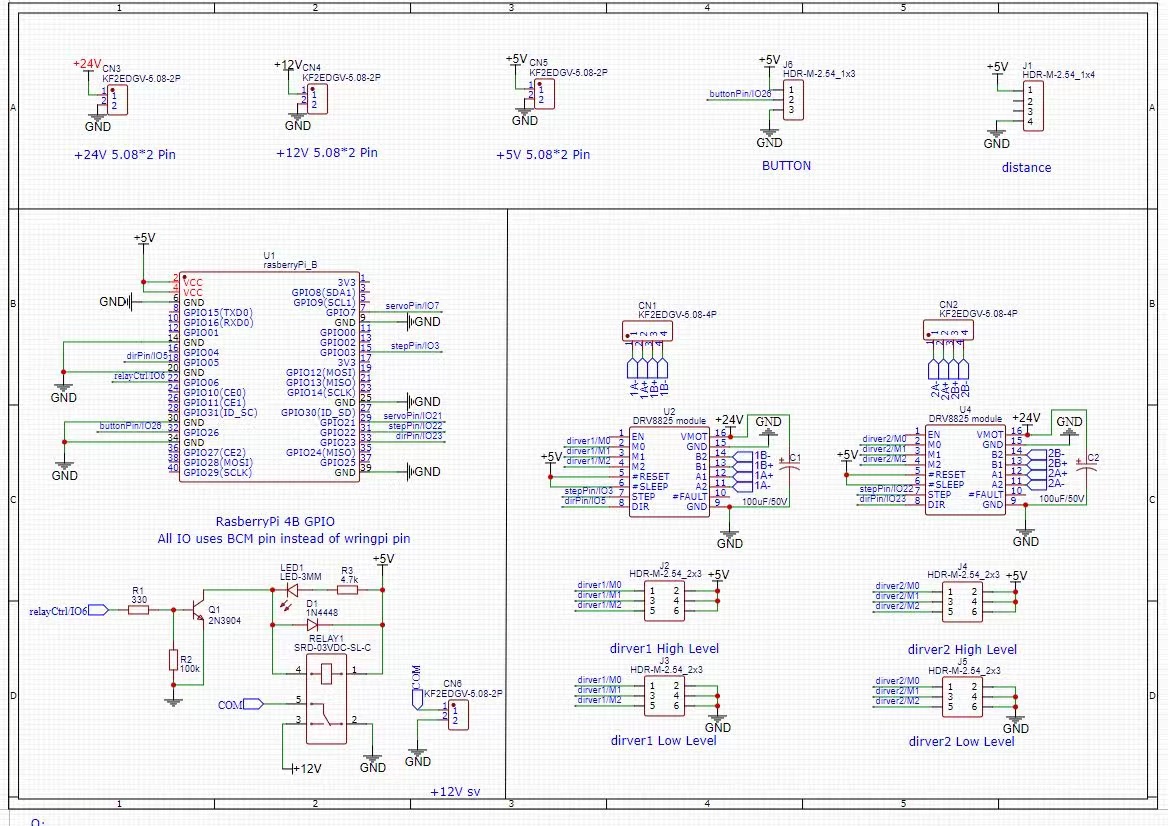 1 2 3 4 5
A A
+24V CN3
KF2EDGV-5.08-2P
1 1
2 2
GND
+24V 5.08*2 Pin
+12V CN4
KF2EDGV-5.08-2P
1 1
2 2
GND
+12V 5.08*2 Pin
+5V CN5
KF2EDGV-5.08-2P
1 1
2 2
GND
+5V 5.08*2 Pin
+5V J6
HDR-M-2.54_1x3
buttonPin/IO26
1
2
3
GND
BUTTON
+5V J1
HDR-M-2.54_1x4
1
2
3
4
GND
distance
B B
+5V
U1
rasberryPi_B
2 VCC 3V3 1
4 VCC GPIO8(SDA1) 3
GND 6 GND GPIO9(SCL1) 5
8 GPIO15(TXD0) GPIO7 7 servoPin/IO7
10 GPIO16(RXD0) GND 9 GND
12 GPIO01 GPIO00 11
14 GND GPIO02 13
16 GPIO04 GPIO03 15 stepPin/IO3
dirPin/IO5 18 GPIO05 3V3 17
20 GND GPIO12(MOSI) 19
relayCtrl/IO6 22 GPIO06 GPIO13(MISO) 21
24 GPIO10(CE0) GPIO14(SCLK) 23
26 GPIO11(CE1) GND 25 GND
28 GPIO31(ID_SC) GPIO30(ID_SD) 27
30 GND GPIO21 29 servoPin/IO21
buttonPin/IO26 32 GPIO26 GPIO22 31 stepPin/IO22
34 GND GPIO23 33 dirPin/IO23
36 GPIO27(CE2) GPIO24(MISO) 35
38 GPIO28(MOSI) GPIO25 37
40 GPIO29(SCLK) GND 39 GND
GND
GND
RasberryPi 4B GPIO
All IO uses BCM pin instead of wringpi pin
CN1
KF2EDGV-5.08-4P
1 2 3 4
1 2 3 4
1A- 1A+ 1B+ 1B-
CN2
KF2EDGV-5.08-4P
1 2 3 4
1 2 3 4
2A- 2A+ 2B+ 2B-
C C
U2
DRV8825 module
+24V
GND
1 EN VMOT 16
dirver1/M0 2 M0 GND 15
dirver1/M1 3 M1 B2 14 1B-
dirver1/M2 4 M2 B1 13 1B+
+5V 5 #RESET A1 12 1A+
6 #SLEEP A2 11 1A-
stepPin/IO3 7 STEP #FAULT 10
dirPin/IO5 8 DIR GND 9
C1
100uF/50V
GND
U4
DRV8825 module
+24V
GND
1 EN VMOT 16
dirver2/M0 2 M0 GND 15
dirver2/M1 3 M1 B2 14 2B-
dirver2/M2 4 M2 B1 13 2B+
+5V 5 #RESET A1 12 2A+
6 #SLEEP A2 11 2A-
stepPin/IO22 7 STEP #FAULT 10
dirPin/IO23 8 DIR GND 9
C2
100uF/50V
GND
D D
+5V
LED1
LED-3MM
R3
4.7k
R1
330
relayCtrl/IO6
Q1
2N3904
D1
1N4448
R2
100k
RELAY1
SRD-03VDC-SL-C
4 1
COM 5
3 2
+12V
GND
COM
CN6
KF2EDGV-5.08-2P
1 1
2 2
GND
+12V sv
J2
HDR-M-2.54_2x3
+5V
dirver1/M0 1 2
dirver1/M1 3 4
dirver1/M2 5 6
dirver1 High Level
J3
HDR-M-2.54_2x3
dirver1/M0 1 2
dirver1/M1 3 4
dirver1/M2 5 6
GND
dirver1 Low Level
J4
HDR-M-2.54_2x3
+5V
dirver2/M0 1 2
dirver2/M1 3 4
dirver2/M2 5 6
dirver2 High Level
J5
HDR-M-2.54_2x3
dirver2/M0 1 2
dirver2/M1 3 4
dirver2/M2 5 6
GND
dirver2 Low Level
1 2 3 4 5